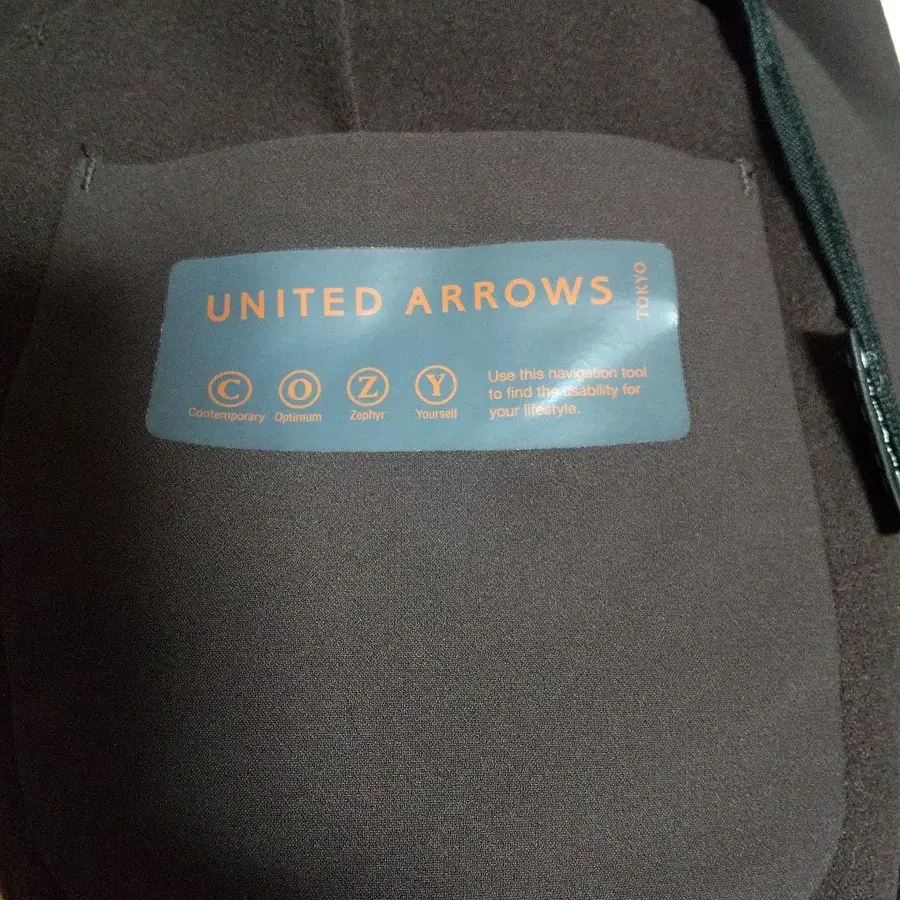 UNITED ARROWS TOKYO
C O Z Y
Contemporary Optimum Zephyr Yourself
Use this navigation tool
to find the usability for
your lifestyle.